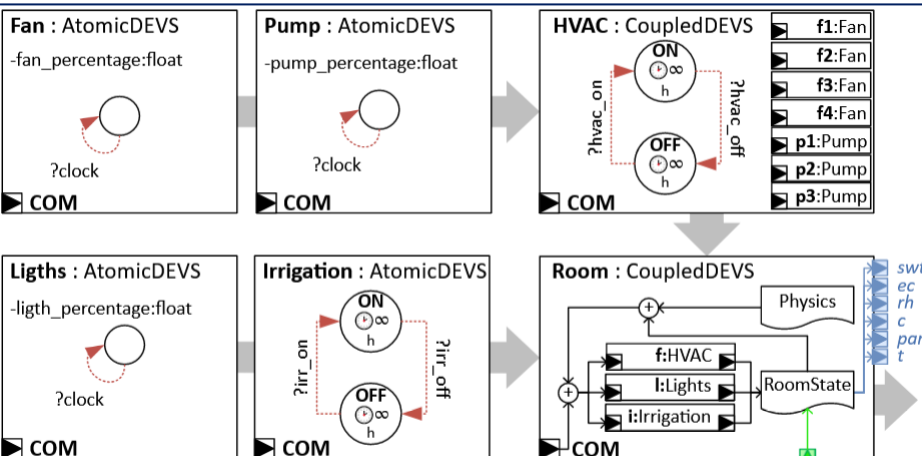 Fan : AtomicDEVS
-fan_percentage:float
?clock
COM
Pump : AtomicDEVS
-pump_percentage:float
?clock
COM
HVAC : CoupledDEVS
ON
∞
h
?hvac_on
?hvac_off
OFF
∞
h
COM
f1:Fan
f2:Fan
f3:Fan
f4:Fan
p1:Pump
p2:Pump
p3:Pump
Ligths : AtomicDEVS
-ligth_percentage:float
?clock
COM
Irrigation : AtomicDEVS
ON
∞
h
?irr_on
?irr_off
OFF
∞
h
COM
Room : CoupledDEVS
Physics
+
f:HVAC
l:Lights
i:Irrigation
+
RoomState
COM
ec
rh
c
t